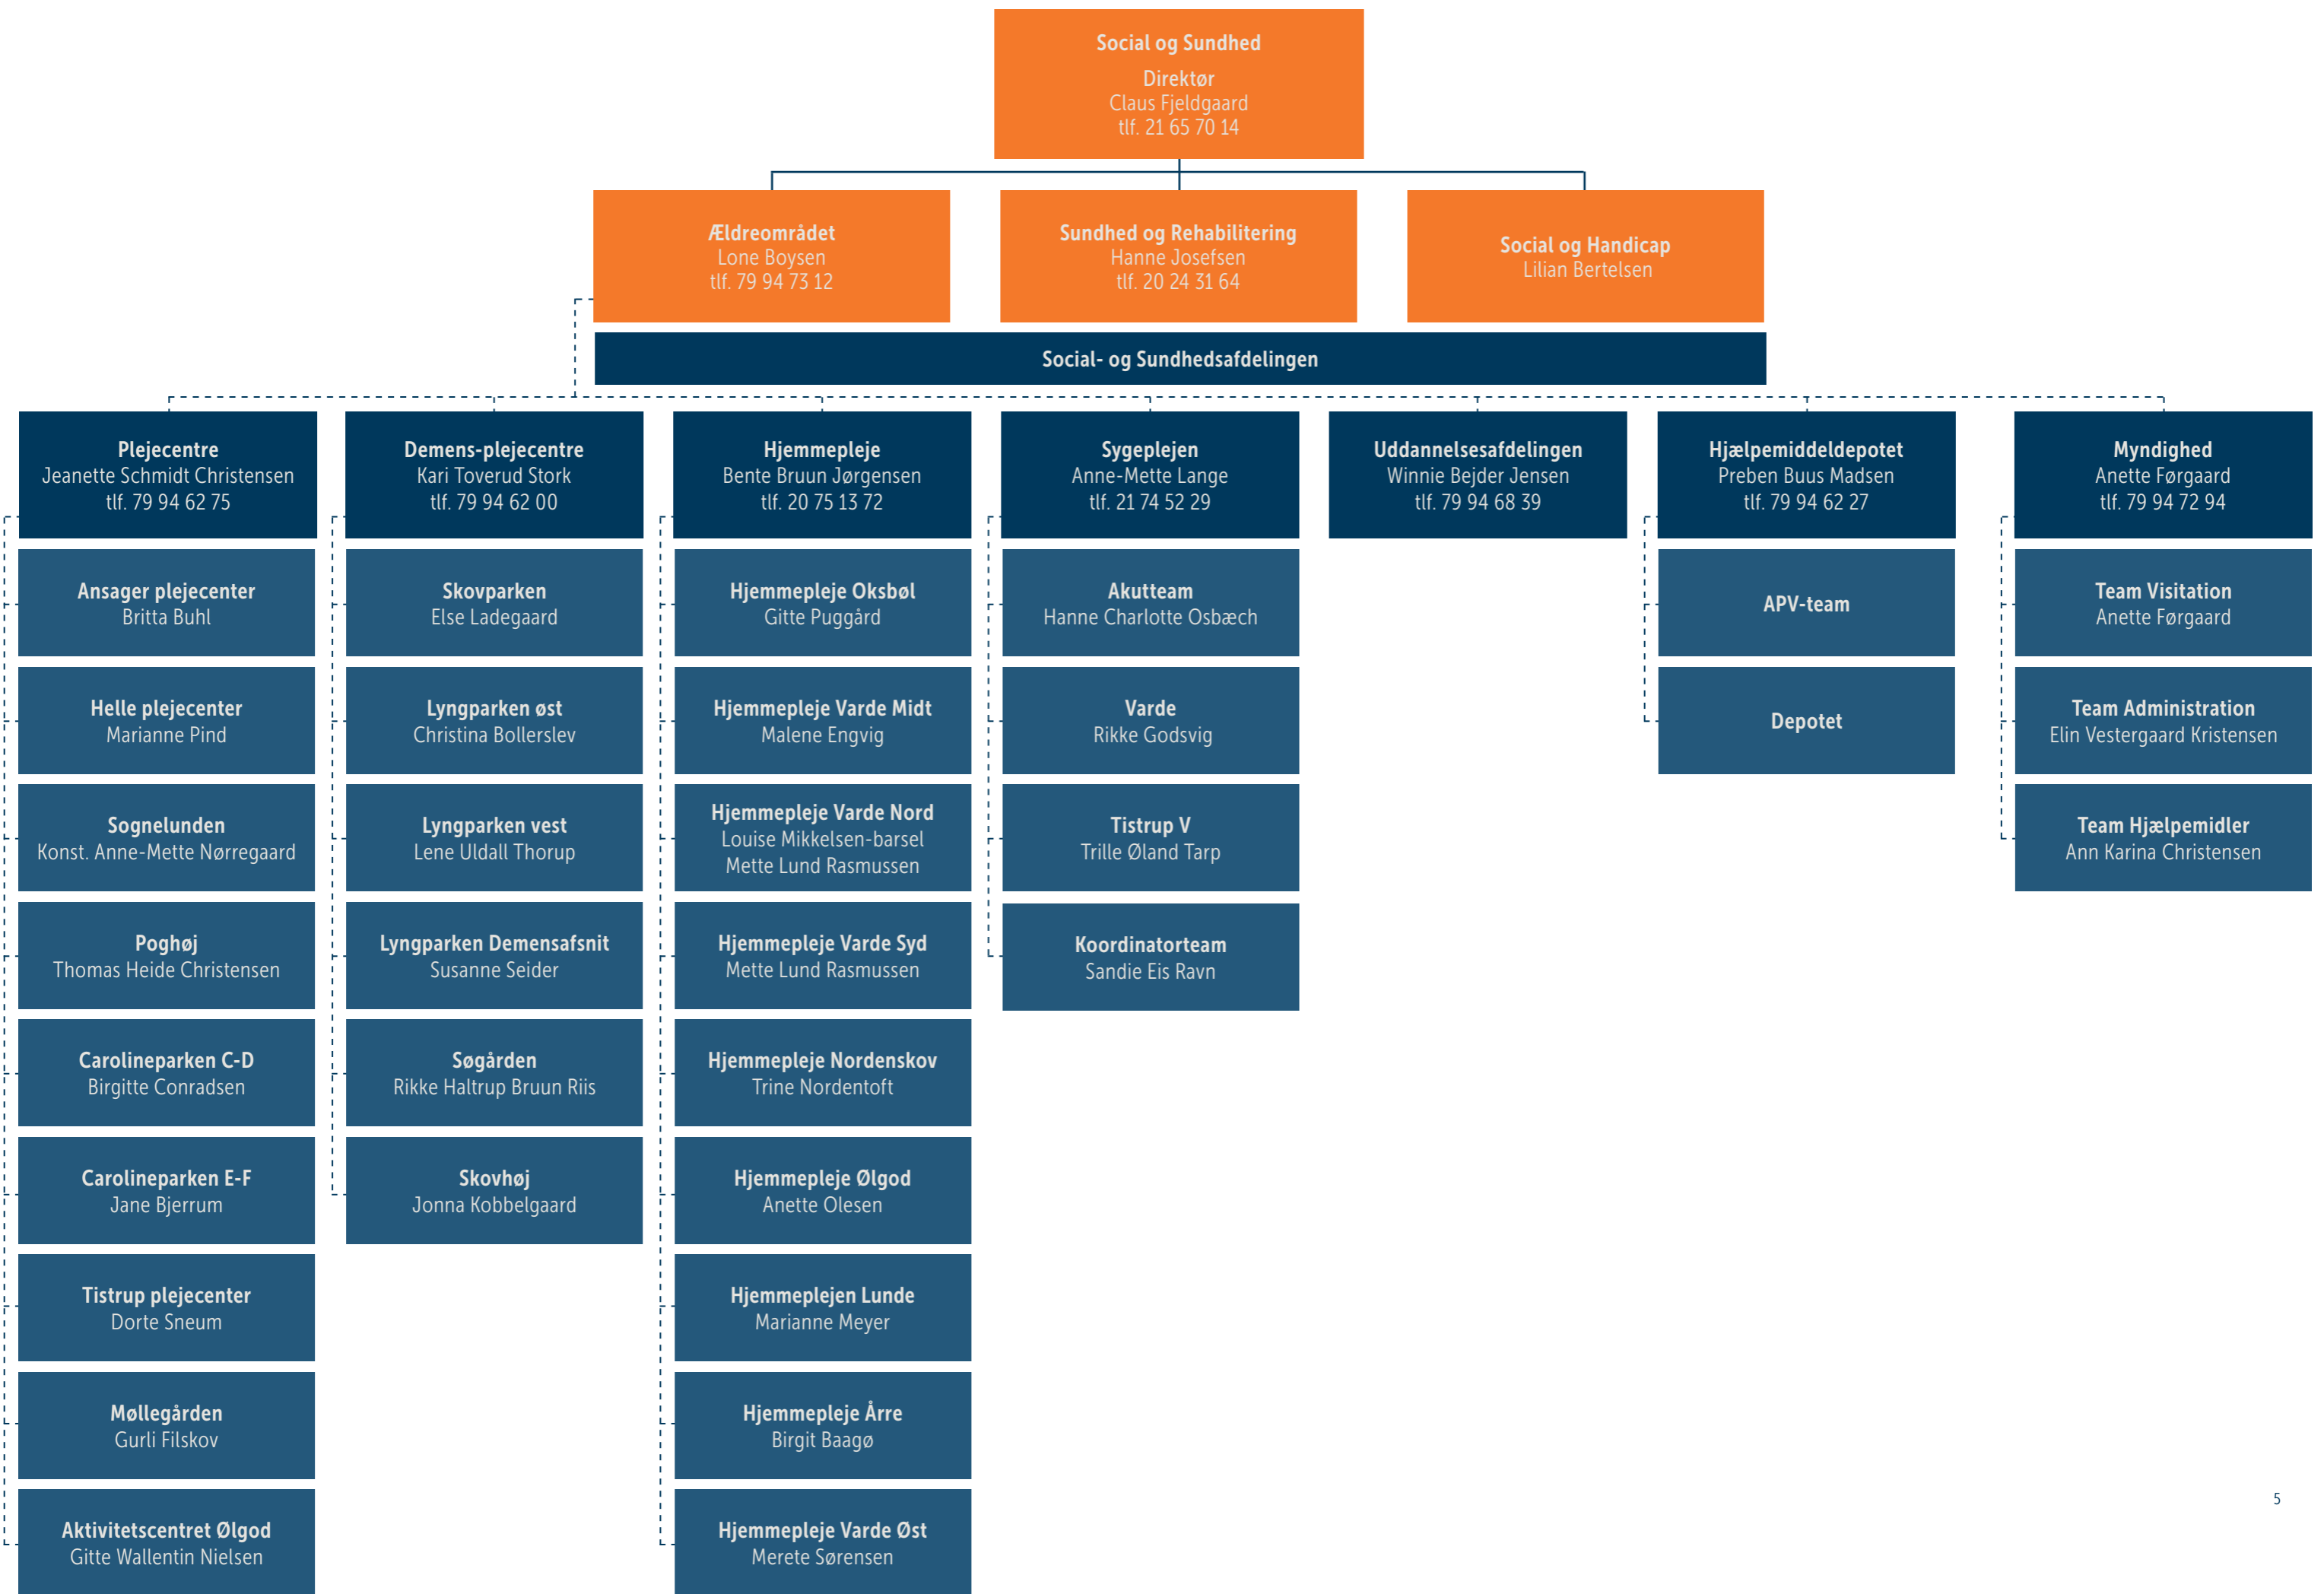 Social og Sundhed
Direktør
Claus Fjeldgaard
tlf. 21 65 70 14
Ældreområdet
Lone Boysen
tlf. 79 94 73 12
Sundhed og Rehabilitering
Hanne Josefsen
tlf. 20 24 31 64
Social og Handicap
Lilian Bertelsen
Social- og Sundhedsafdelingen
Plejecentre
Jeanette Schmidt Christensen
tlf. 79 94 62 75
Ansager plejecenter
Britta Buhl
Helle plejecenter
Marianne Pind
Sognelunden
Konst. Anne-Mette Nørregaard
Poghøj
Thomas Heide Christensen
Carolineparken C-D
Birgitte Conradsen
Carolineparken E-F
Jane Bjerrum
Tistrup plejecenter
Dorte Sneum
Møllegården
Gurli Filskov
Aktivitetscentret Ølgod
Gitte Wallentin Nielsen
Demens-plejecentre
Kari Toverud Stork
tlf. 79 94 62 00
Skovparken
Else Ladegaard
Lyngparken øst
Christina Bollerslev
Lyngparken vest
Lene Uldall Thorup
Lyngparken Demensafsnit
Susanne Seider
Søgården
Rikke Haltrup Bruun Riis
Skovhøj
Jonna Kobbelgaard
Hjemmepleje
Bente Bruun Jørgensen
tlf. 20 75 13 72
Hjemmepleje Oksbøl
Gitte Puggård
Hjemmepleje Varde Midt
Malene Engvig
Hjemmepleje Varde Nord
Louise Mikkelsen-barsel
Mette Lund Rasmussen
Hjemmepleje Varde Syd
Mette Lund Rasmussen
Hjemmepleje Nordenskov
Trine Nordentoft
Hjemmepleje Ølgod
Anette Olesen
Hjemmeplejen Lunde
Marianne Meyer
Hjemmepleje Årre
Birgit Baagø
Hjemmepleje Varde Øst
Merete Sørensen
Sygeplejen
Anne-Mette Lange
tlf. 21 74 52 29
Akutteam
Hanne Charlotte Osbæch
Varde
Rikke Godsvig
Tistrup V
Trille Øland Tarp
Koordinatorteam
Sandie Eis Ravn
Uddannelsesafdelingen
Winnie Bejder Jensen
tlf. 79 94 68 39
Hjælpemiddeldepotet
Preben Buus Madsen
tlf. 79 94 62 27
APV-team
Depotet
Myndighed
Anette Førgaard
tlf. 79 94 72 94
Team Visitation
Anette Førgaard
Team Administration
Elin Vestergaard Kristensen
Team Hjælpemidler
Ann Karina Christensen
5